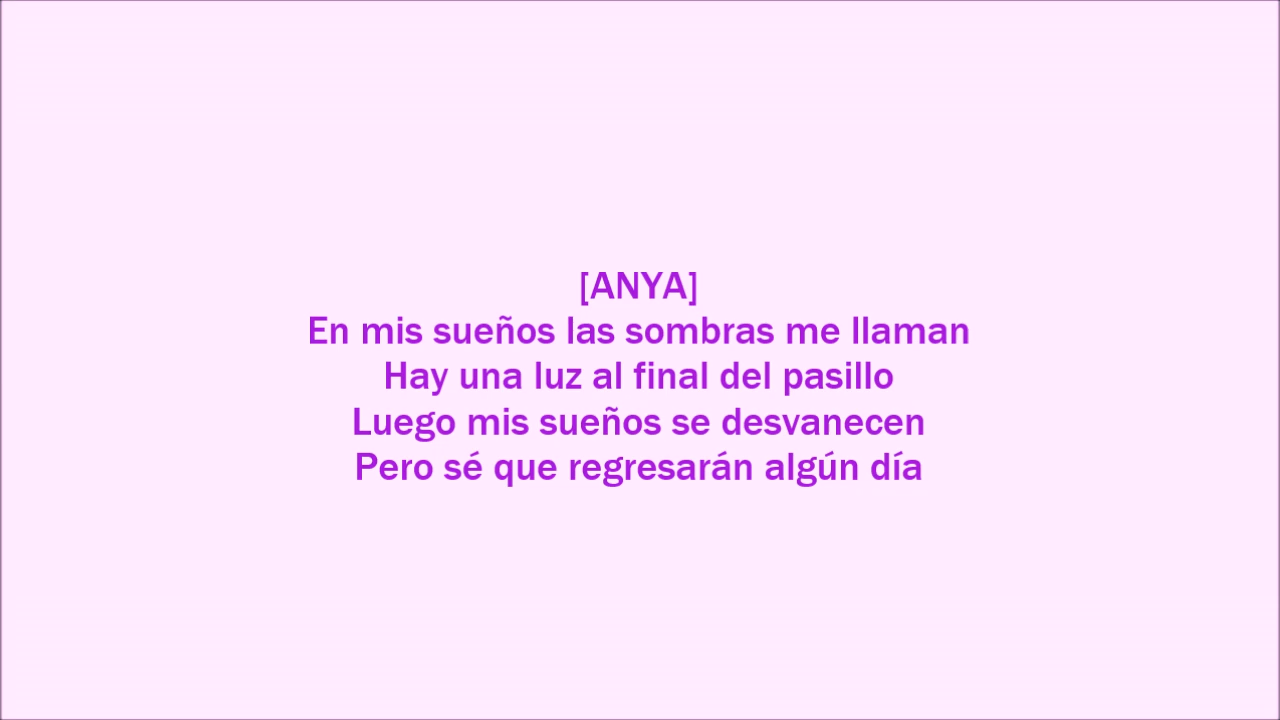 [ANYA]
En mis sueños las sombras me llaman
Hay una luz al final del pasillo
Luego mis sueños se desvanecen
Pero sé que regresarán algún día